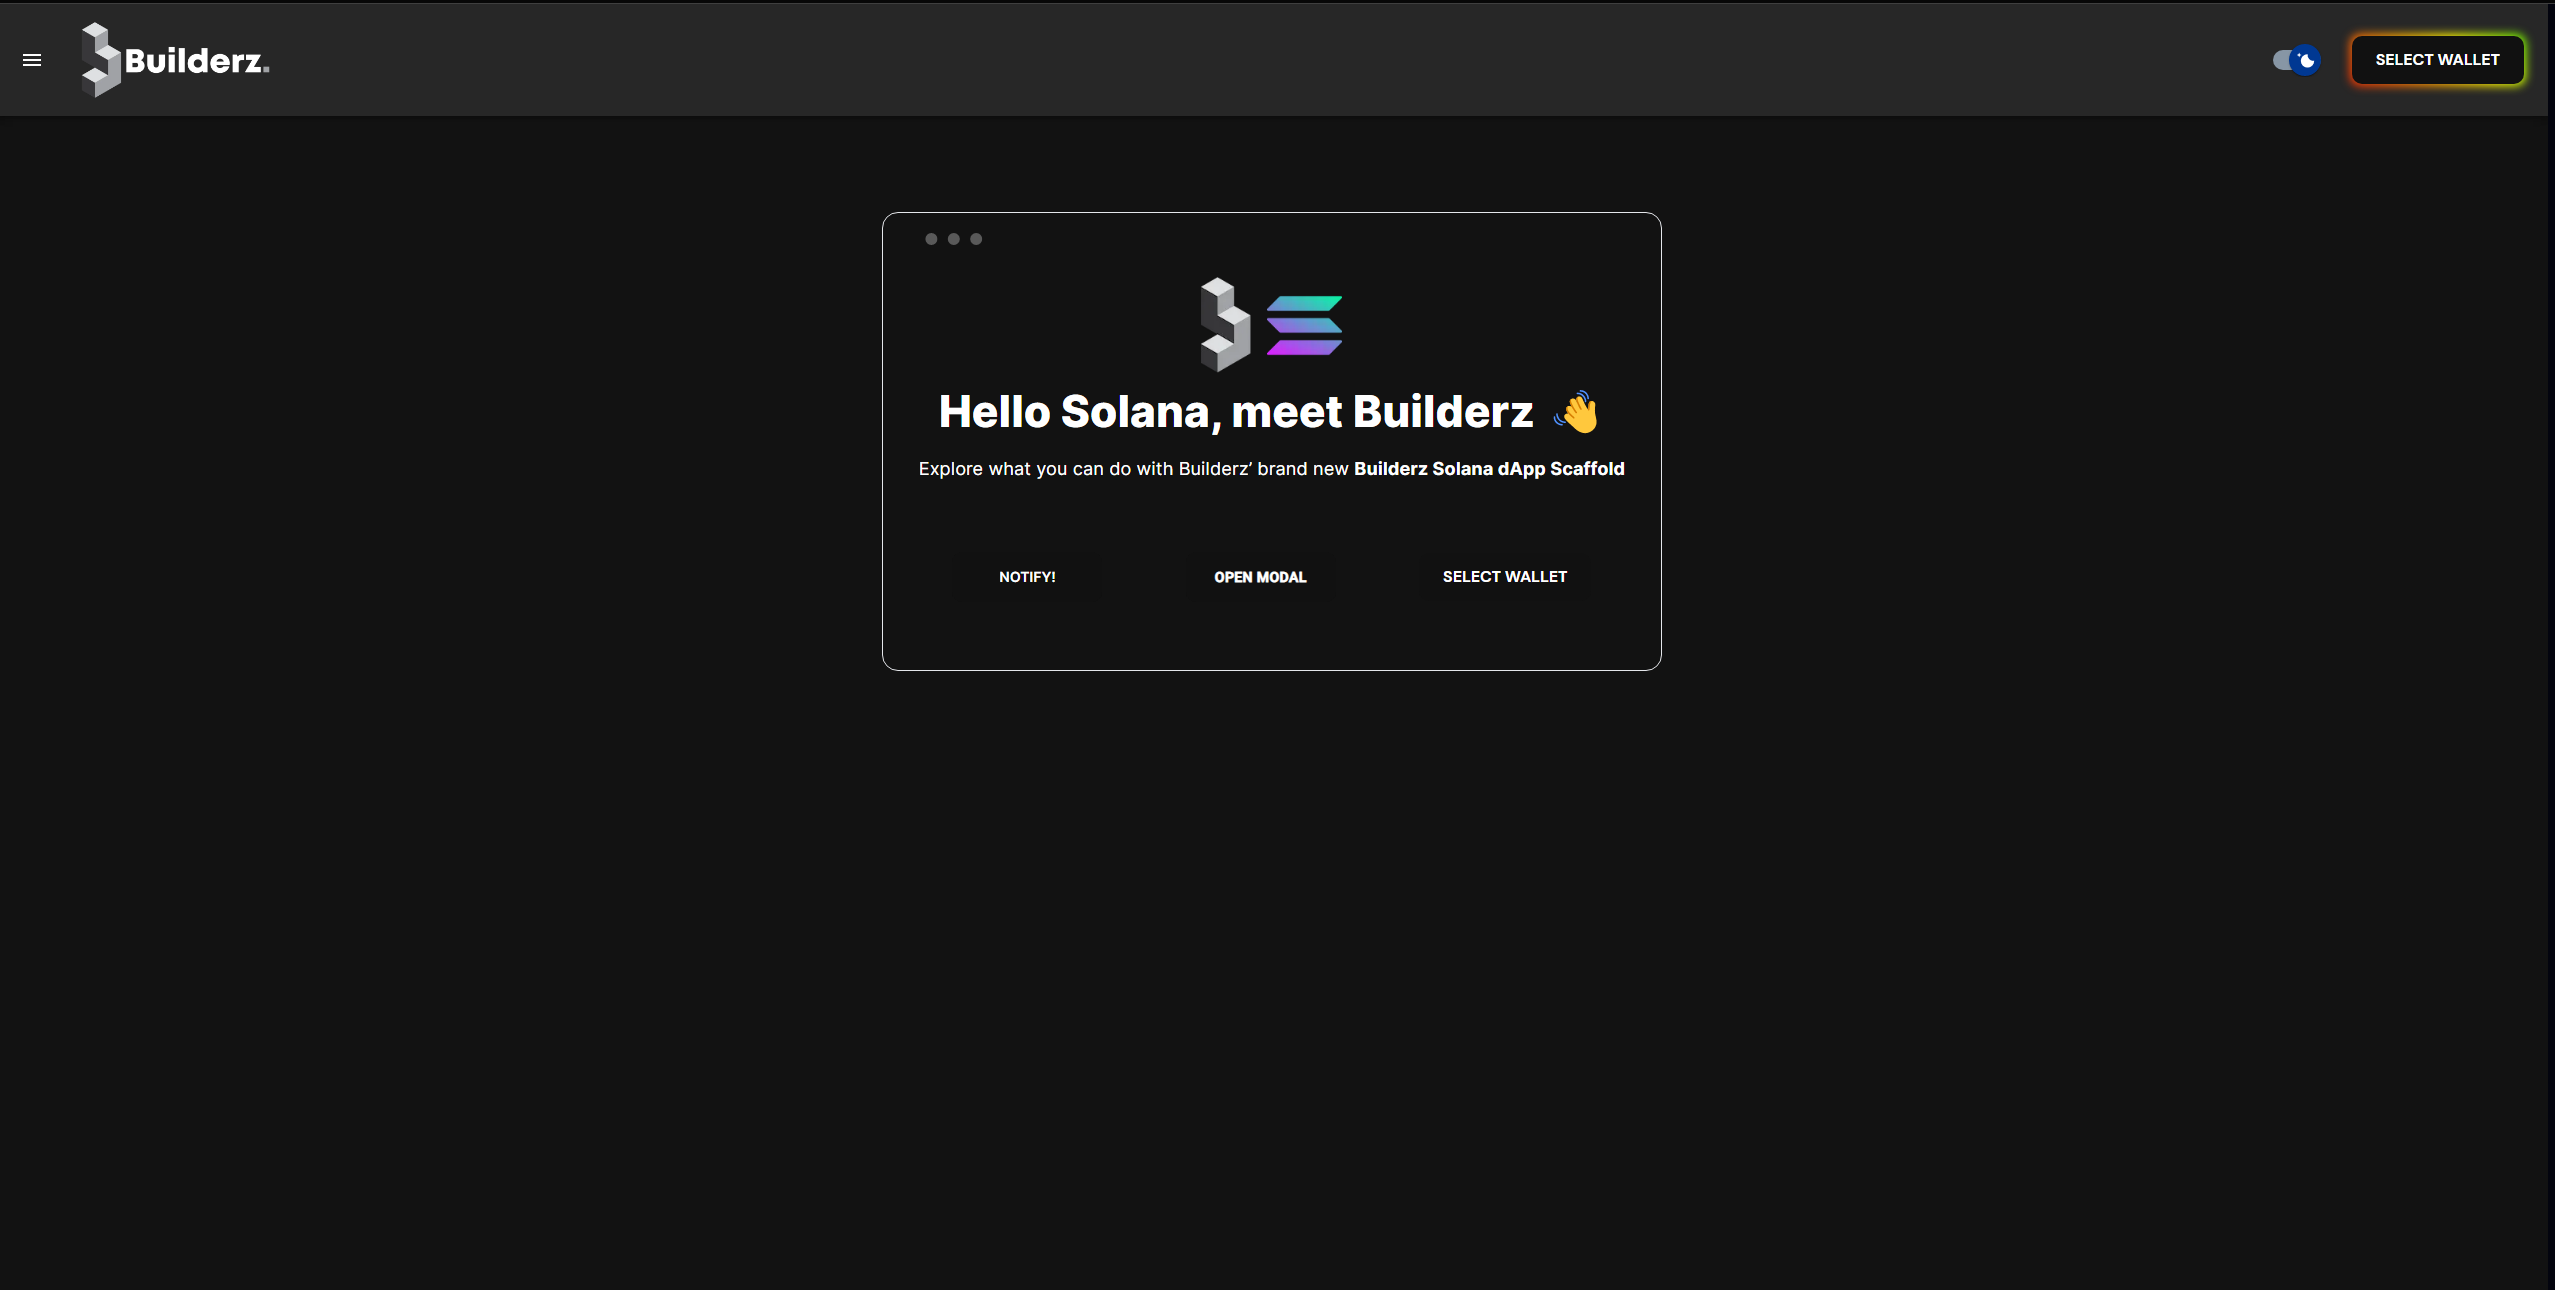 Builderz.
SELECT WALLET
Hello Solana, meet Builderz 👋
Explore what you can do with Builderz’ brand new Builderz Solana dApp Scaffold
NOTIFY!
OPEN MODAL
SELECT WALLET